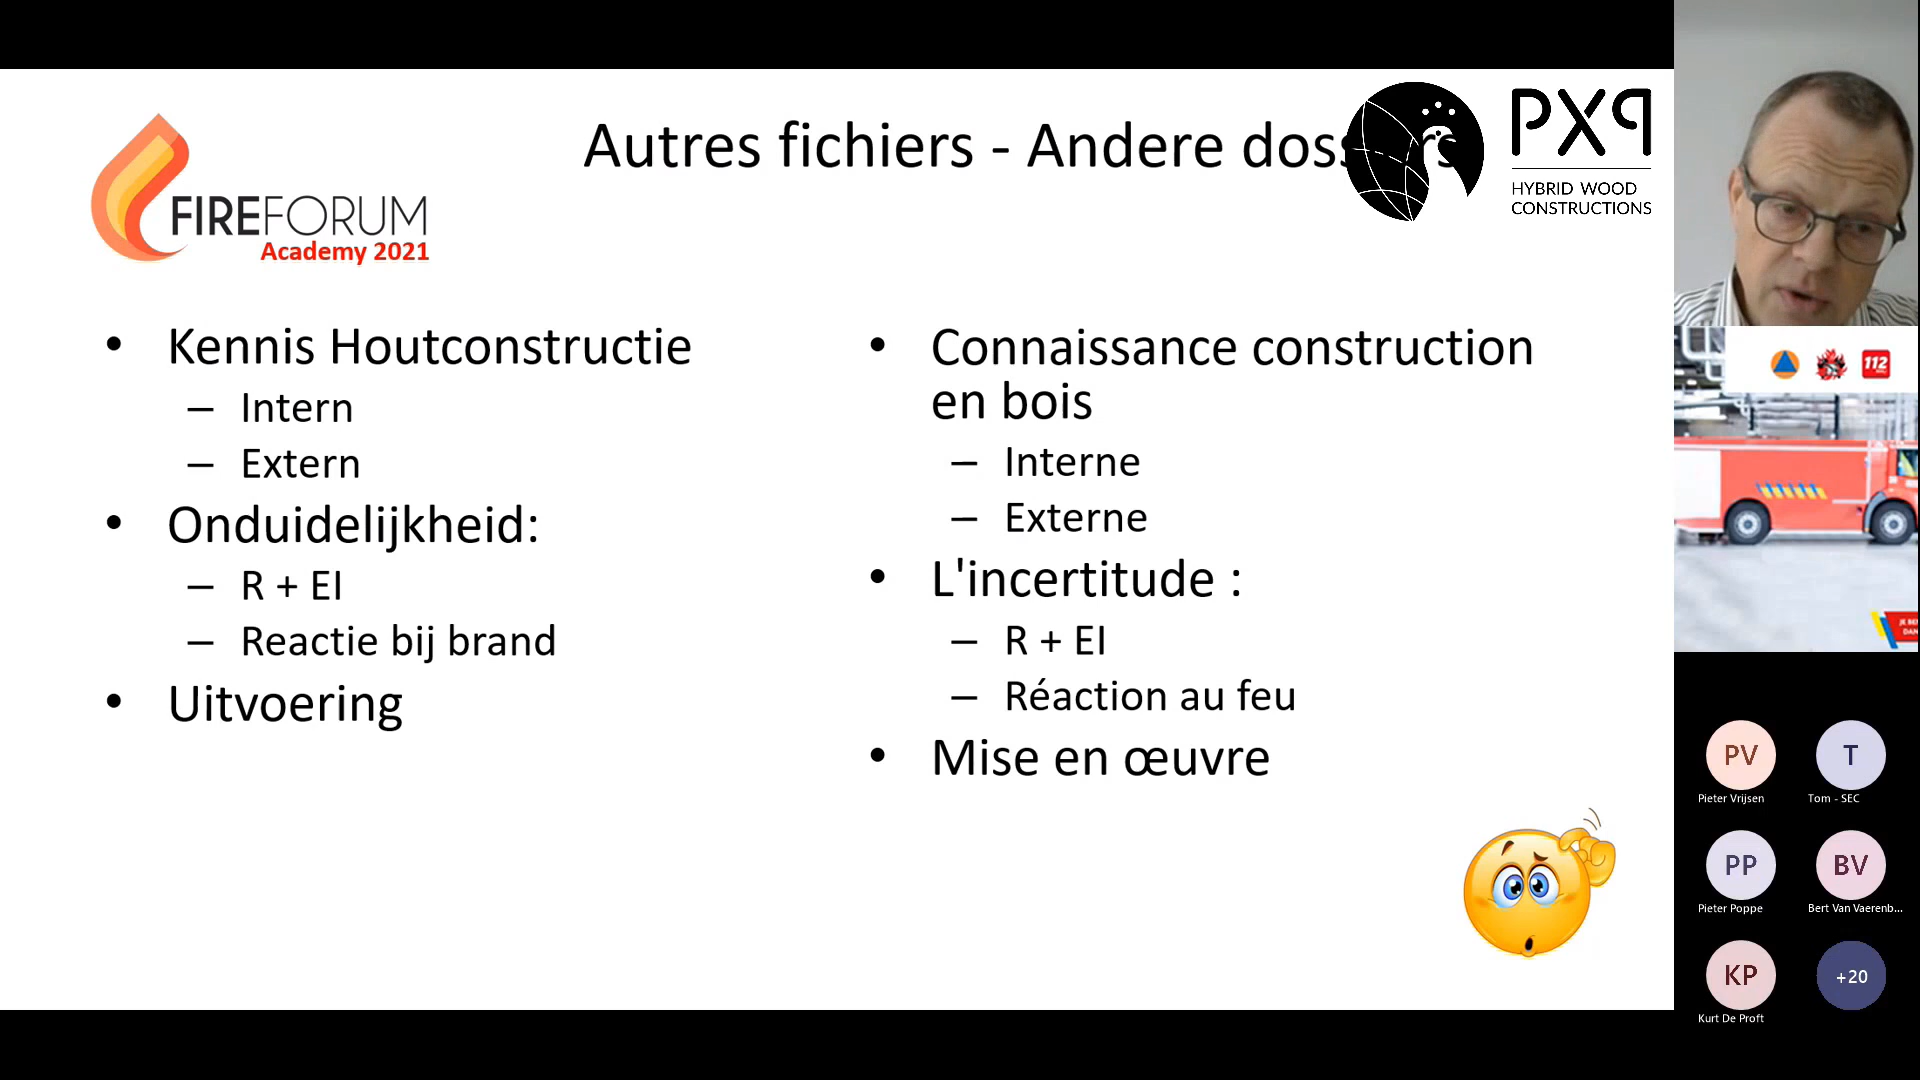 Autres fichiers - Andere
FIREFORUM
Academy 2021
PXP
HYBRID WOOD
CONSTRUCTIONS
• Kennis Houtconstructie
– Intern
– Extern
• Onduidelijkheid:
– R + EI
– Reactie bij brand
• Uitvoering
• Connaissance construction
en bois
– Interne
– Externe
• L'incertitude :
– R + EI
– Réaction au feu
• Mise en œuvre
112
PV
Pieter Vrijsen
T
Tom - SEC
PP
Pieter Poppe
BV
Bert Van Vaerenb...
KP
Kurt De Proft
+20